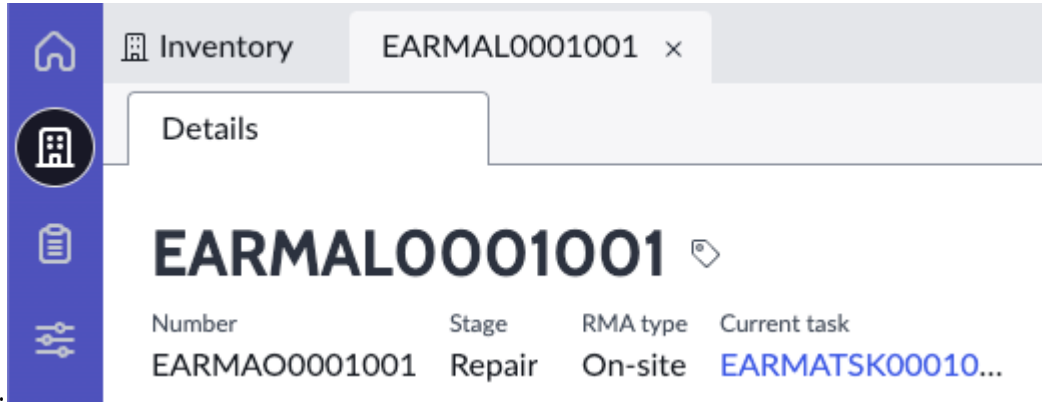 Inventory
EARMAL0001001 ×
Details
EARMAL0001001
Number Stage RMA type Current task
EARMAO0001001 Repair On-site EARMATSK00010...
.